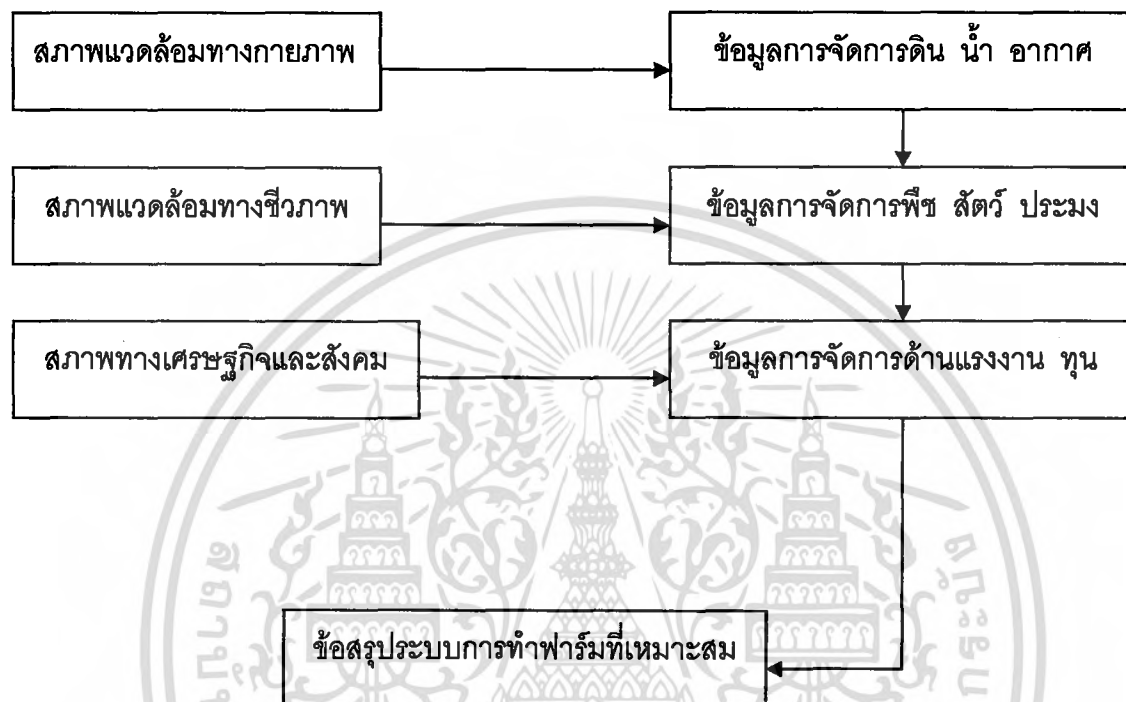 สภาพแวดล้อมทางกายภาพ
ข้อมูลการจัดการดิน น้ำ อากาศ
สภาพแวดล้อมทางชีวภาพ
ข้อมูลการจัดการพืช สัตว์ ประมง
สภาพทางเศรษฐกิจและสังคม
ข้อมูลการจัดการด้านแรงงาน ทุน
ข้อสรุประบบการทำฟาร์มที่เหมาะสม